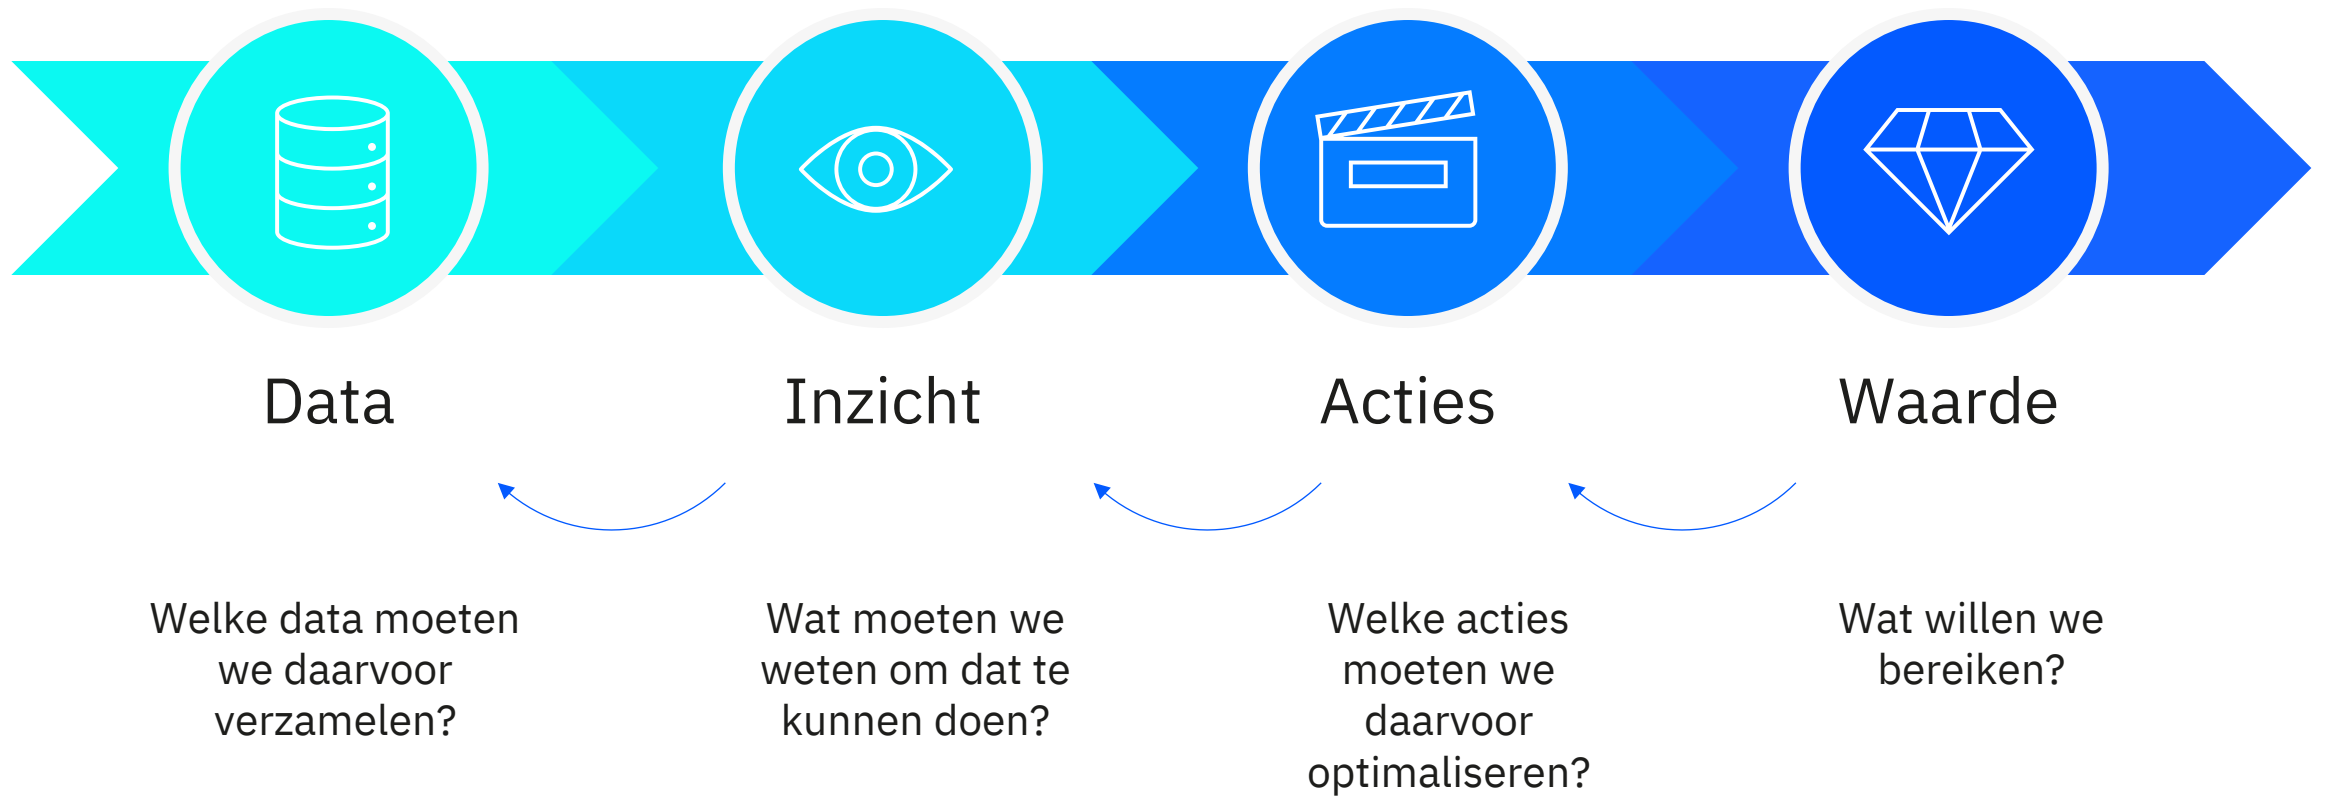 Data
Inzicht
Acties
Waarde
Welke data moeten
we daarvoor
verzamelen?
Wat moeten we
weten om dat te
kunnen doen?
Welke acties
moeten we
daarvoor
optimaliseren?
Wat willen we
bereiken?